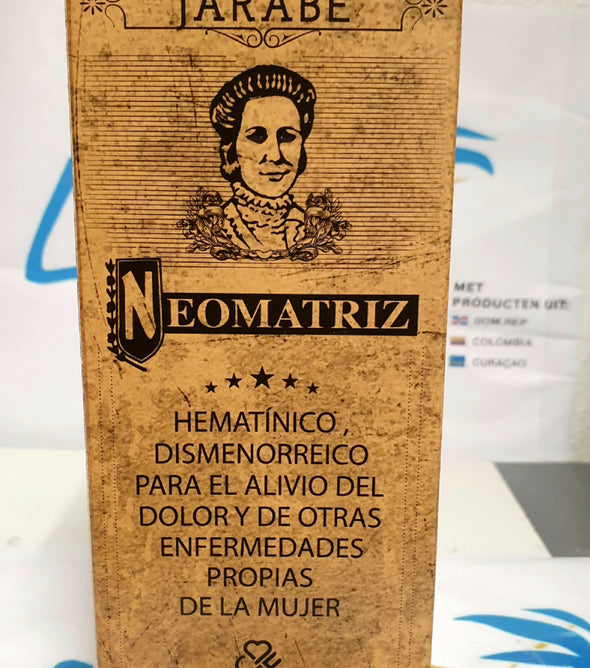 JARABE
NEOMATRIZ
HEMATÍNICO,
DISMENORREICO
PARA EL ALIVIO DEL
DOLOR Y DE OTRAS
ENFERMEDADES
PROPIAS
DE LA MUJER
MET
PRODUCTEN UIT:
DOM.REP
COLOMBIA
CURAÇAO